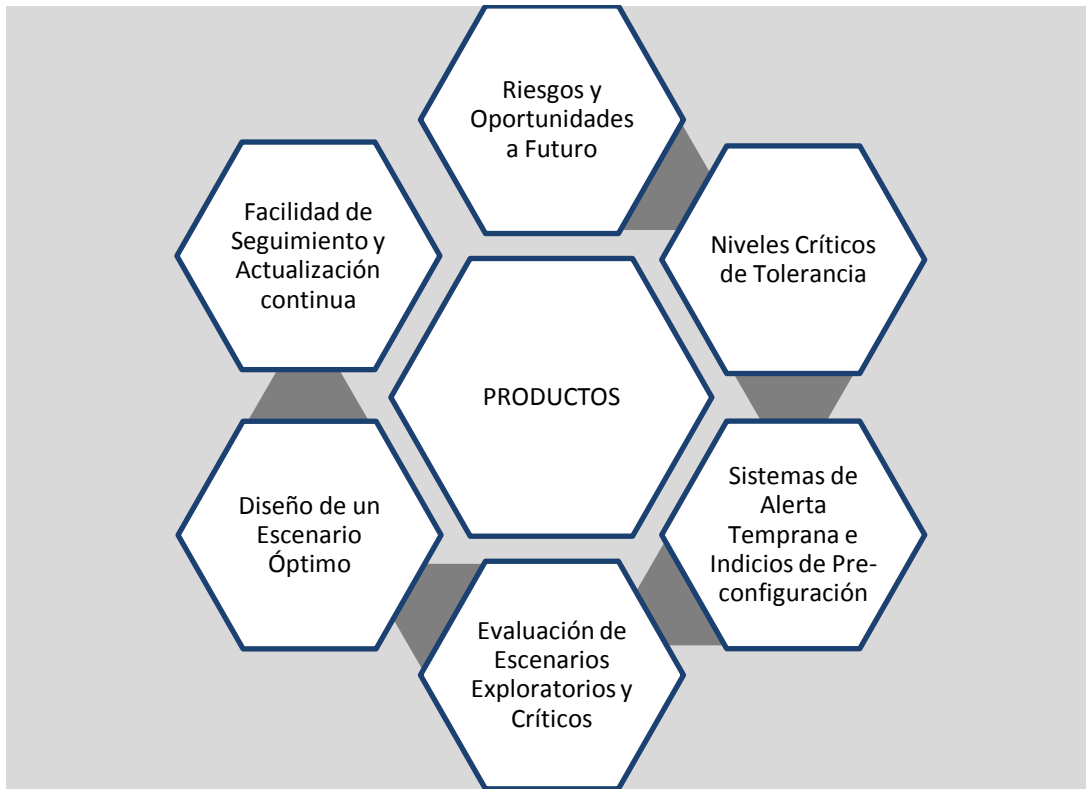 Riesgos y
Oportunidades
a Futuro
Niveles Críticos
de Tolerancia
Sistemas de
Alerta
Temprana e
Indicios de Pre-
configuración
Evaluación de
Escenarios
Exploratorios y
Críticos
Diseño de un
Escenario
Óptimo
Facilidad de
Seguimiento y
Actualización
continua
PRODUCTOS